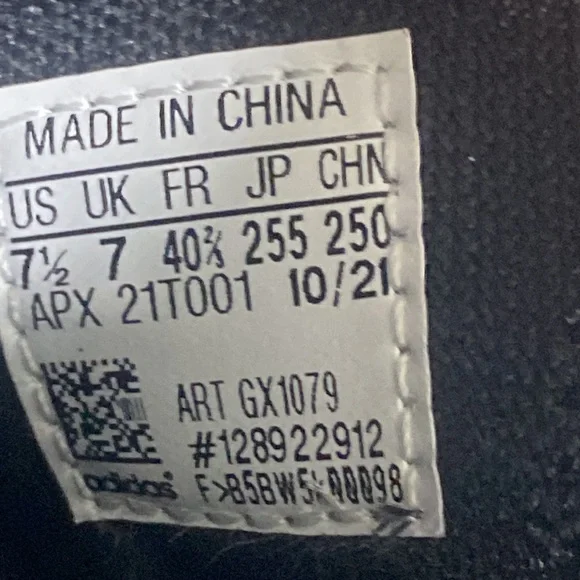 MADE IN CHINA
US UK FR JP CHN
7½ 7 40⅔ 255 250
APX 21T001 10/21
ART GX1079
#128922912
adidas